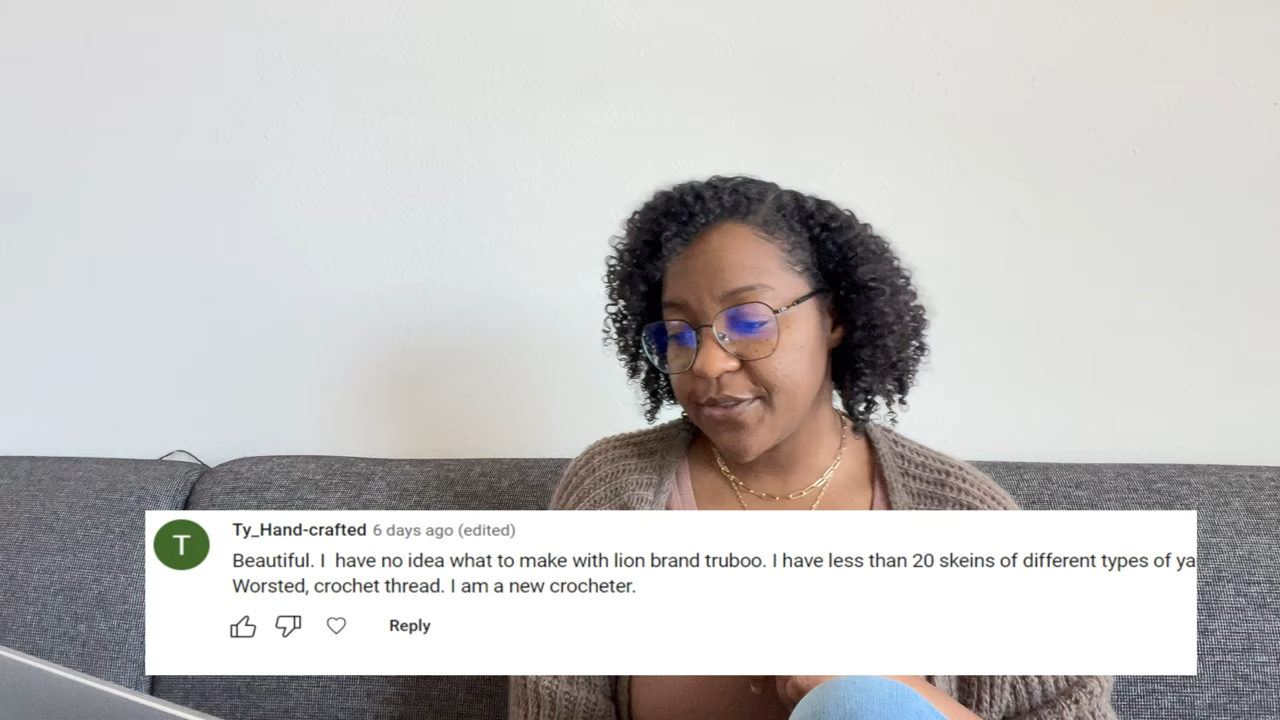 T
Ty_Hand-crafted 6 days ago (edited)
Beautiful. I have no idea what to make with lion brand truboo. I have less than 20 skeins of different types of ya
Worsted, crochet thread. I am a new crocheter.
Reply